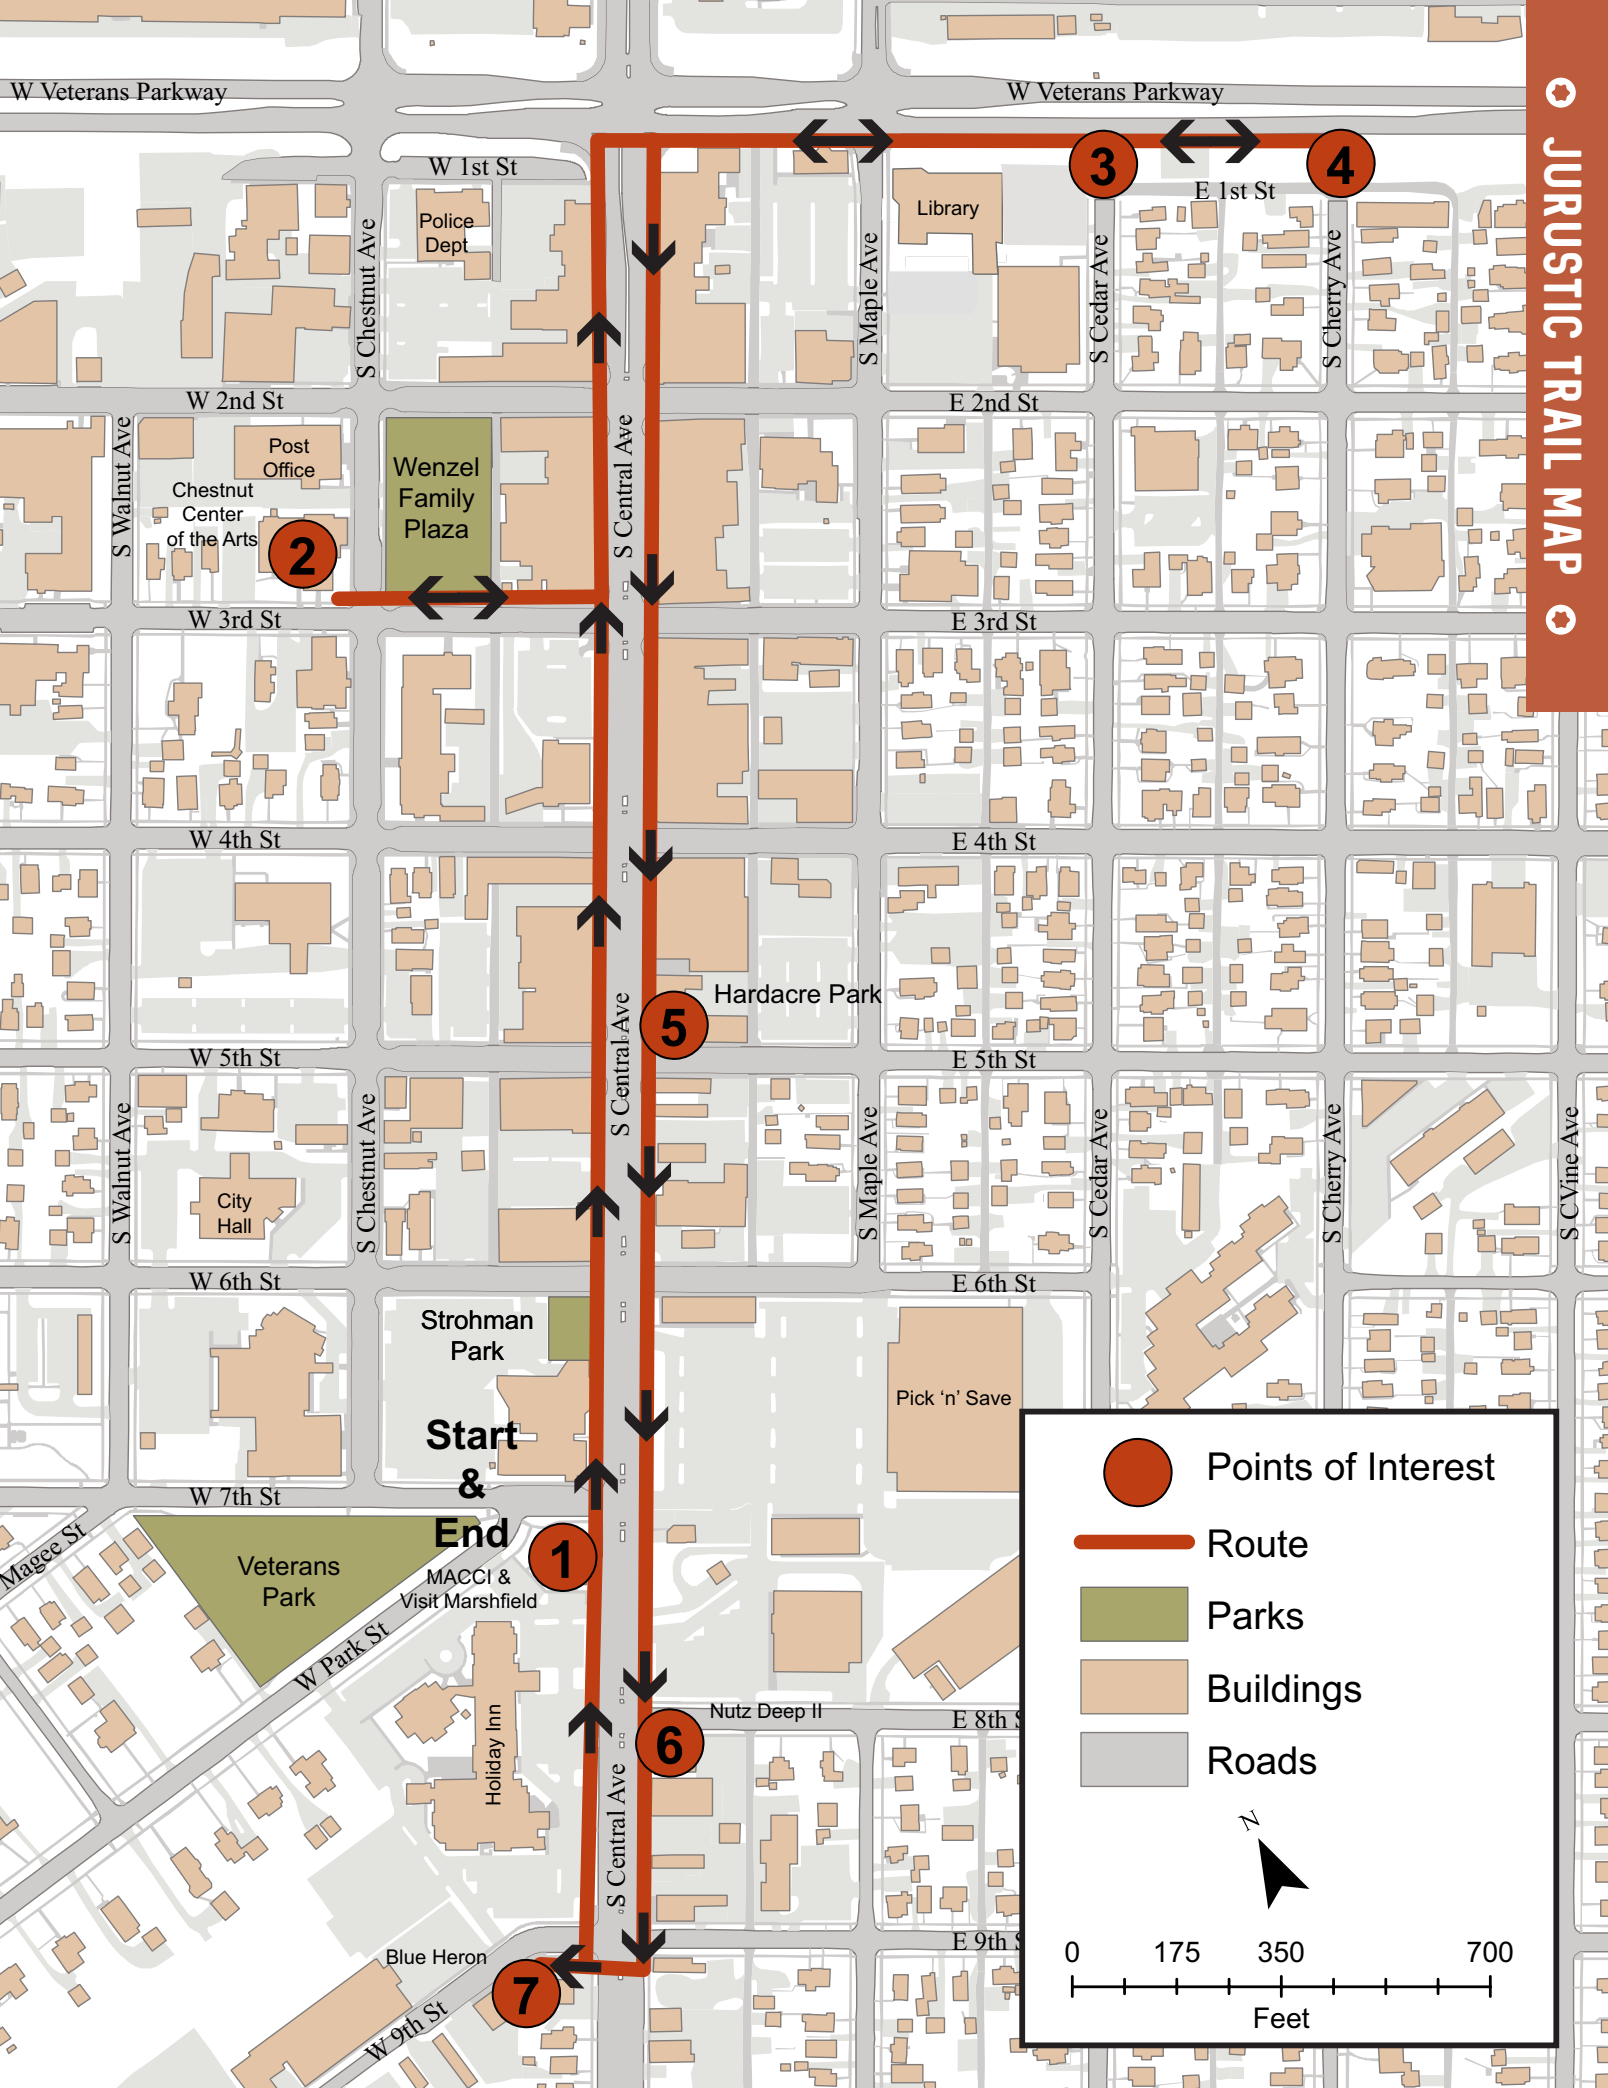 JURUSTIC TRAIL MAP
W Veterans Parkway
W Veterans Parkway
W 1st St
Police
Dept
Library
3
4
E 1st St
S Chestnut Ave
S Maple Ave
S Cedar Ave
S Cherry Ave
W 2nd St
E 2nd St
S Walnut Ave
Post
Office
Chestnut
Center
of the Arts
2
Wenzel
Family
Plaza
S Central Ave
W 3rd St
E 3rd St
W 4th St
E 4th St
Hardacre Park
5
S Central Ave
W 5th St
E 5th St
S Walnut Ave
City
Hall
S Chestnut Ave
S Maple Ave
S Cedar Ave
S Cherry Ave
S CVine Ave
W 6th St
E 6th St
Strohman
Park
Pick ‘n’ Save
Start
&
End
1
MACCI &
Visit Marshfield
W 7th St
Magee St
Veterans
Park
W Park St
Holiday Inn
Nutz Deep II
6
E 8th S
S Central Ave
E 9th S
Blue Heron
7
W 9th St
Points of Interest
Route
Parks
Buildings
Roads
N
0 175 350 700
Feet